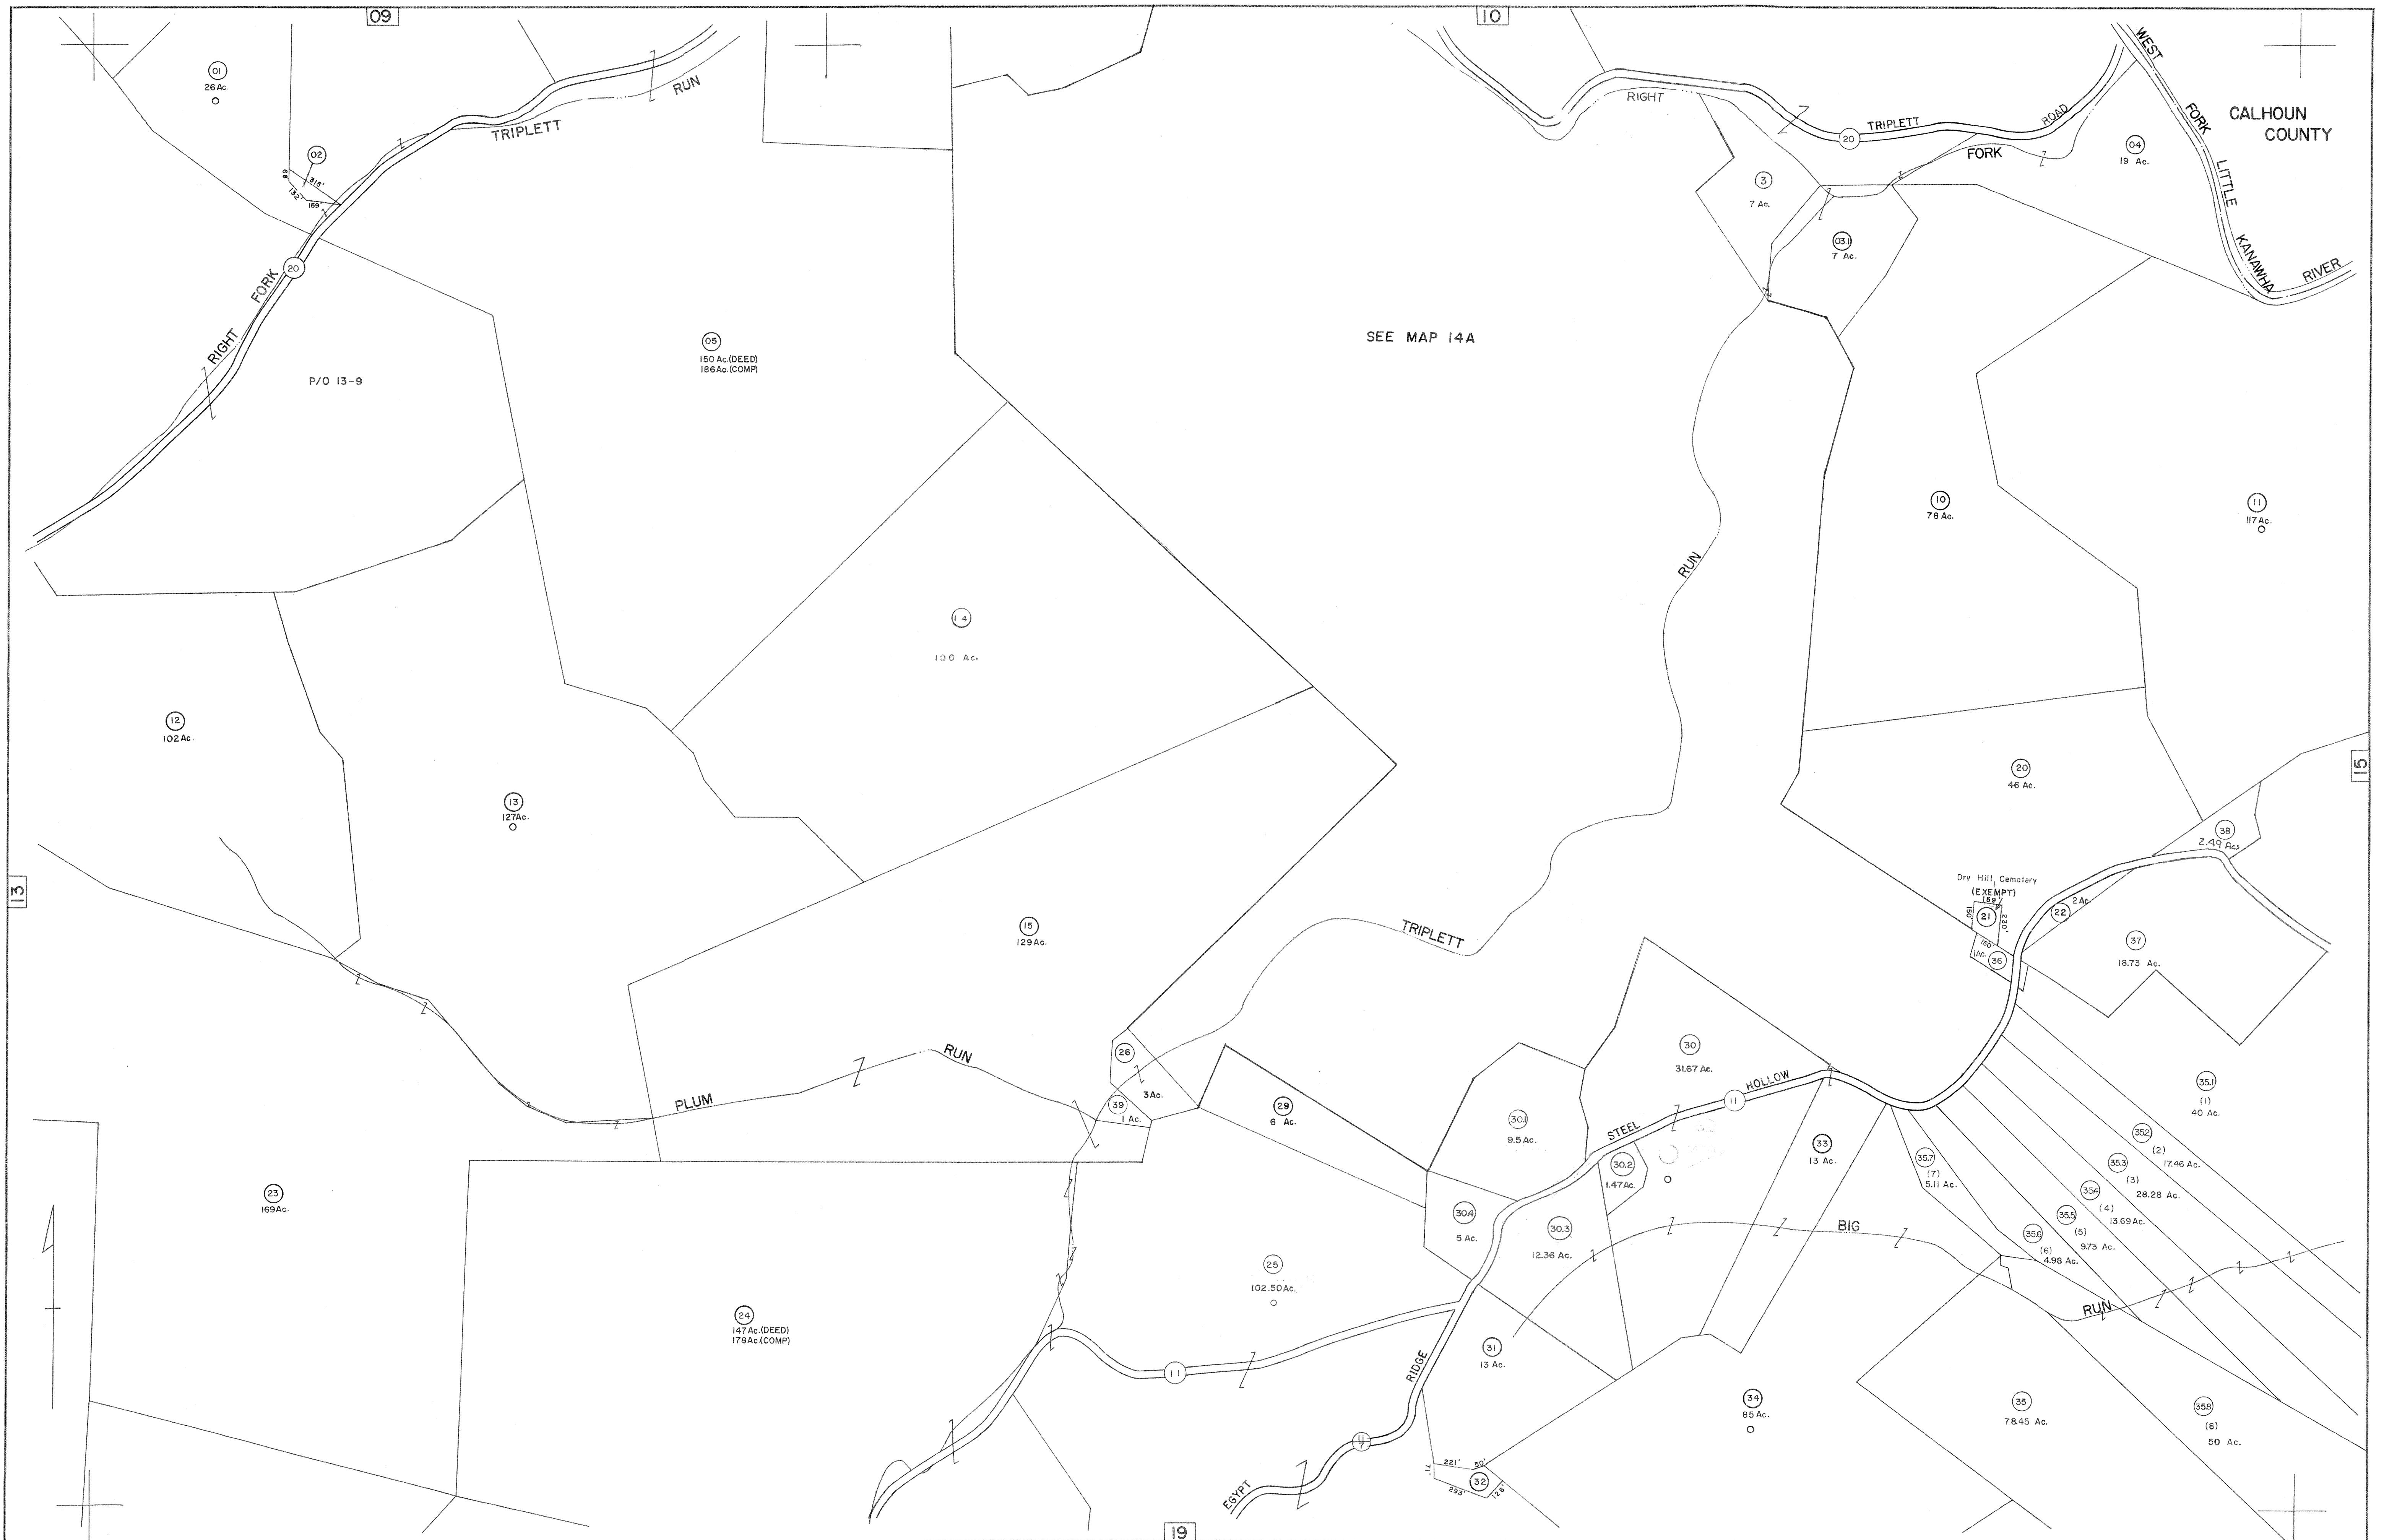 09
10
01
26 Ac.
RUN
TRIPLETT
02
68'
318'
132'
159'
20
FORK
RIGHT
P/O 13-9
05
150 Ac.(DEED)
186 Ac.(COMP)
RIGHT
20
TRIPLETT
ROAD
FORK
3
7 Ac.
03.1
7 Ac.
04
19 Ac.
WEST
FORK
LITTLE
KANAWHA
RIVER
CALHOUN
COUNTY
SEE MAP 14A
10
78 Ac.
11
117 Ac.
RUN
14
100 Ac.
12
102 Ac.
13
127 Ac.
20
46 Ac.
15
38
2.49 Acs
13
15
129 Ac.
TRIPLETT
Dry Hill Cemetery
(EXEMPT)
159'
150'
21
230'
160'
1 Ac.
36
22
2 Ac.
37
18.73 Ac.
PLUM
RUN
26
3 Ac.
39
1 Ac.
29
6 Ac.
30
31.67 Ac.
30.1
9.5 Ac.
STEEL
11
HOLLOW
30.2
1.47 Ac.
33
13 Ac.
35.1
(1)
40 Ac.
35.2
(2)
17.46 Ac.
35.3
(3)
28.28 Ac.
35.4
(4)
13.69 Ac.
35.5
(5)
9.73 Ac.
35.6
(6)
4.98 Ac.
35.7
(7)
5.11 Ac.
23
169 Ac.
24
147 Ac.(DEED)
178 Ac.(COMP)
25
102.50 Ac.
30.4
5 Ac.
30.3
12.36 Ac.
BIG
RUN
11
31
13 Ac.
RIDGE
11
7
EGYPT
34
85 Ac.
35
78.45 Ac.
35.8
(8)
50 Ac.
71'
221'
50'
32
293'
128'
19